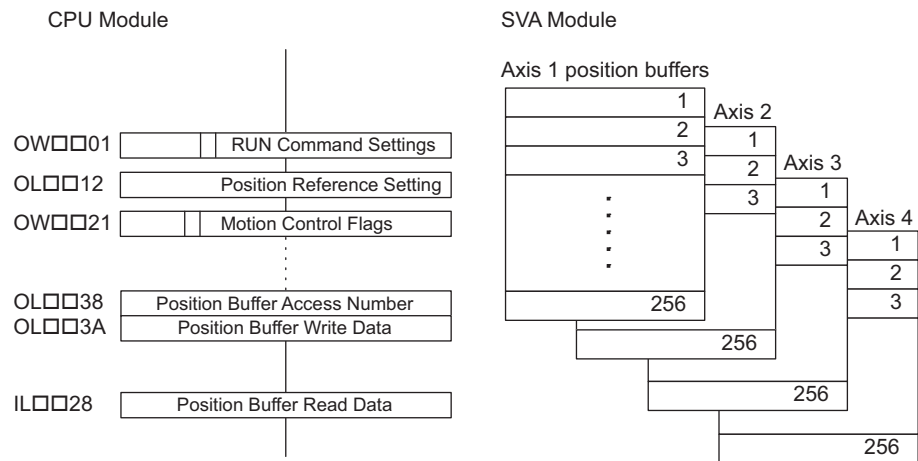 CPU Module
SVA Module
OW□□01 RUN Command Settings
OL□□12 Position Reference Setting
OW□□21 Motion Control Flags
OL□□38 Position Buffer Access Number
OL□□3A Position Buffer Write Data
IL□□28 Position Buffer Read Data
Axis 1 position buffers
1
2
3
256
Axis 2
1
2
3
256
Axis 3
1
2
3
256
Axis 4
1
2
3
256